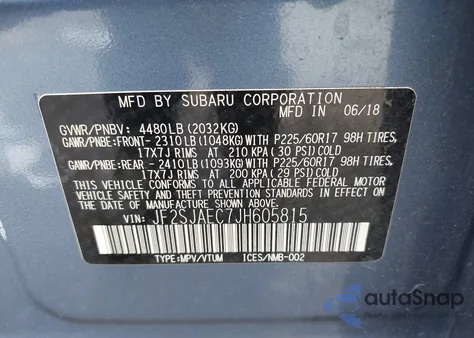 MFD BY SUBARU CORPORATION
06/18
GVWR/PNBV: 4480LB(2032KG)
GAWR/PNBE:FRONT- 2310LB(1048KG)WITH P225/60R17 98H TIRES,
17X7J RIMS AT 210 KPA(30 PSI)COLD
GAWR/PNBE:REAR -2410LB(1093KG)WITH P225/60R17 98H TIRES,
17X7J RIMS AT 200 KPA(29 PSI)COLD
THIS VEHICLE CONFORMS TO ALL APPLICABLE FEDERAL MOTOR
VEHICLE SAFETY, BUMPER, AND THEFT PREVENTION STANDARDS
IN EFFECT ON THE DATE OF MANUFACTURE SHOWN ABOVE.
VIN: JF2SJAEC7JH605815
TYPE:MPV/VTUM ICES/NMB-002
autoSnap